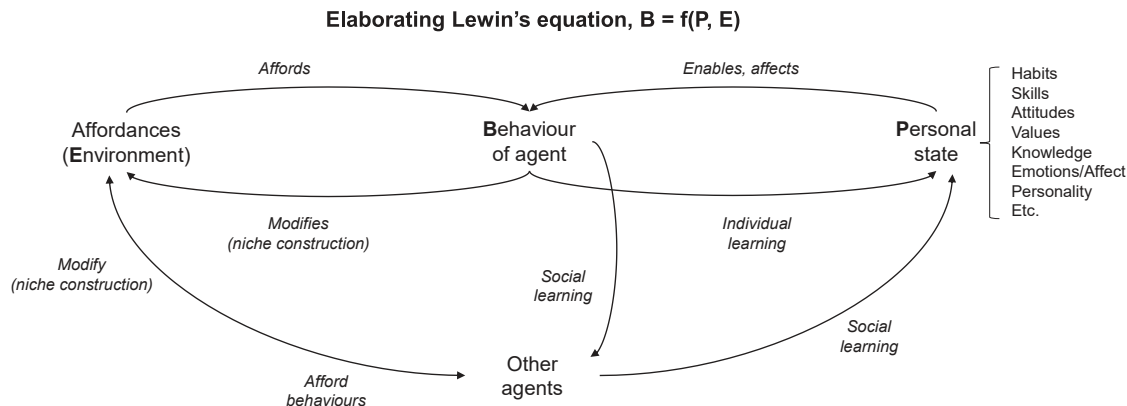 Elaborating Lewin's equation, B = f(P, E)
Affords
Enables, affects
Affordances
(Environment)
Behaviour
of agent
Personal
state
Habits
Skills
Attitudes
Values
Knowledge
Emotions/Affect
Personality
Etc.
Modifies
(niche construction)
Individual
learning
Modify
(niche construction)
Social
learning
Social
learning
Other
agents
Afford
behaviours